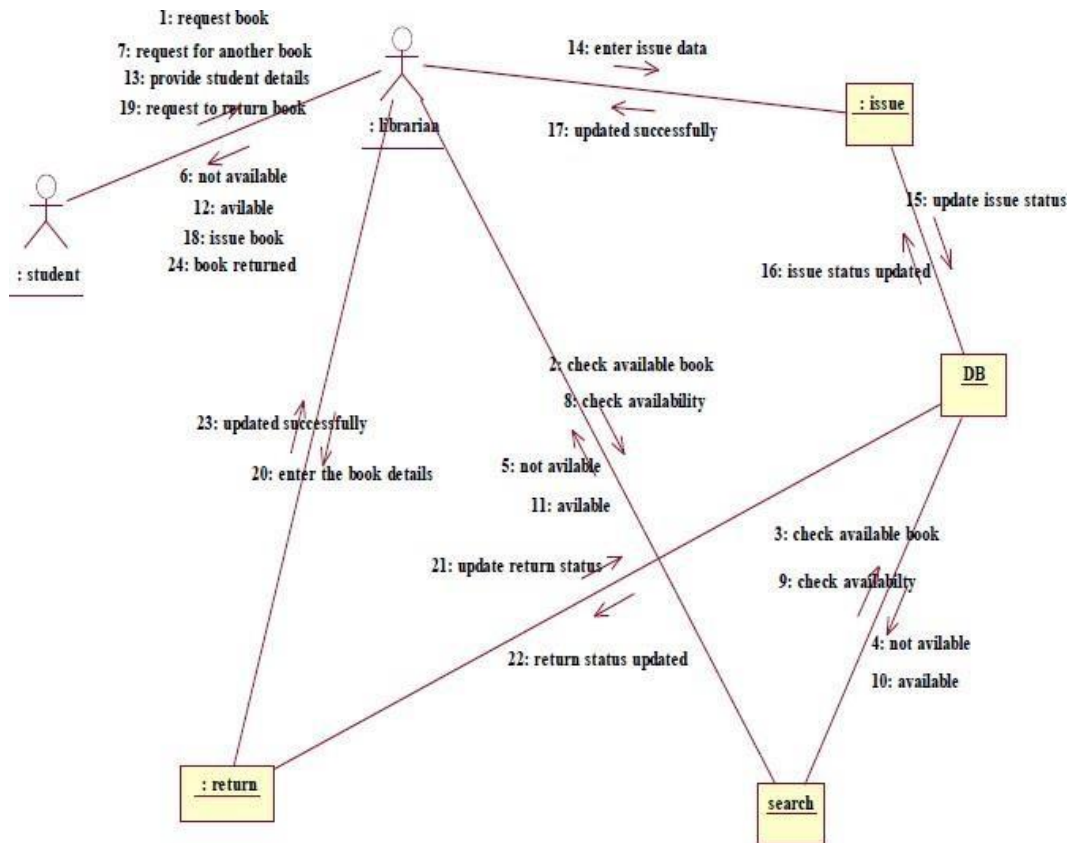 1: request book
7: request for another book
13: provide student details
19: request to return book
: librarian
14: enter issue data
17: updated successfully
: issue
6: not available
12: avilable
18: issue book
24: book returned
: student
15: update issue status
16: issue status updated
DB
2: check available book
8: check availability
23: updated successfully
20: enter the book details
5: not avilable
11: avilable
3: check available book
9: check availabilty
21: update return status
22: return status updated
4: not avilable
10: available
: return
search